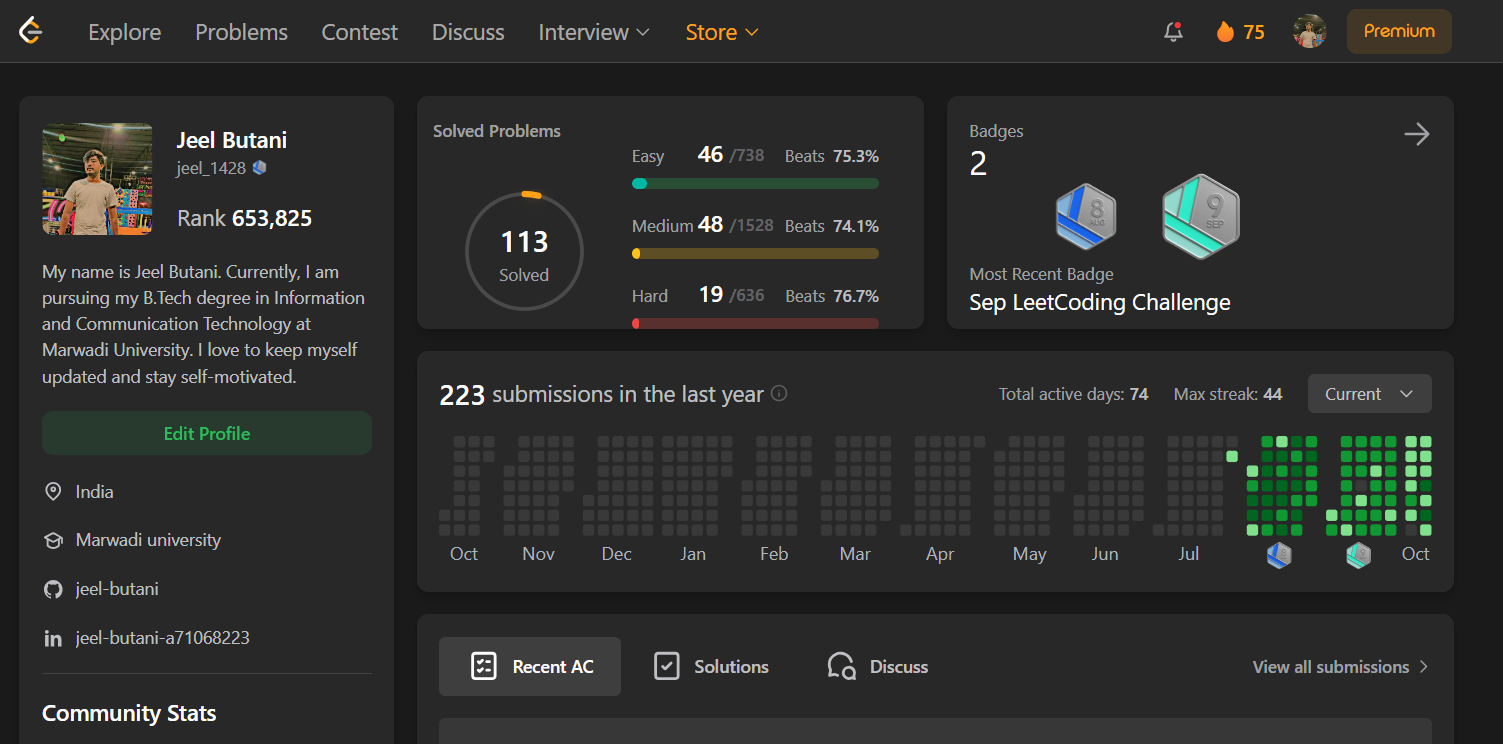 Explore Problems Contest Discuss Interview Store 75 Premium
Jeel Butani
jeel_1428
Rank 653,825
My name is Jeel Butani. Currently, I am
pursuing my B.Tech degree in Information
and Communication Technology at
Marwadi University. I love to keep myself
updated and stay self-motivated.
Edit Profile
India
Marwadi university
jeel-butani
jeel-butani-a71068223
Community Stats
Solved Problems
113
Solved
Easy 46 /738 Beats 75.3%
Medium 48 /1528 Beats 74.1%
Hard 19 /636 Beats 76.7%
Badges
2
8
AUG
9
SEP
Most Recent Badge
Sep LeetCoding Challenge
223 submissions in the last year
Total active days: 74 Max streak: 44 Current
Oct Nov Dec Jan Feb Mar Apr May Jun Jul Oct
Recent AC Solutions Discuss View all submissions